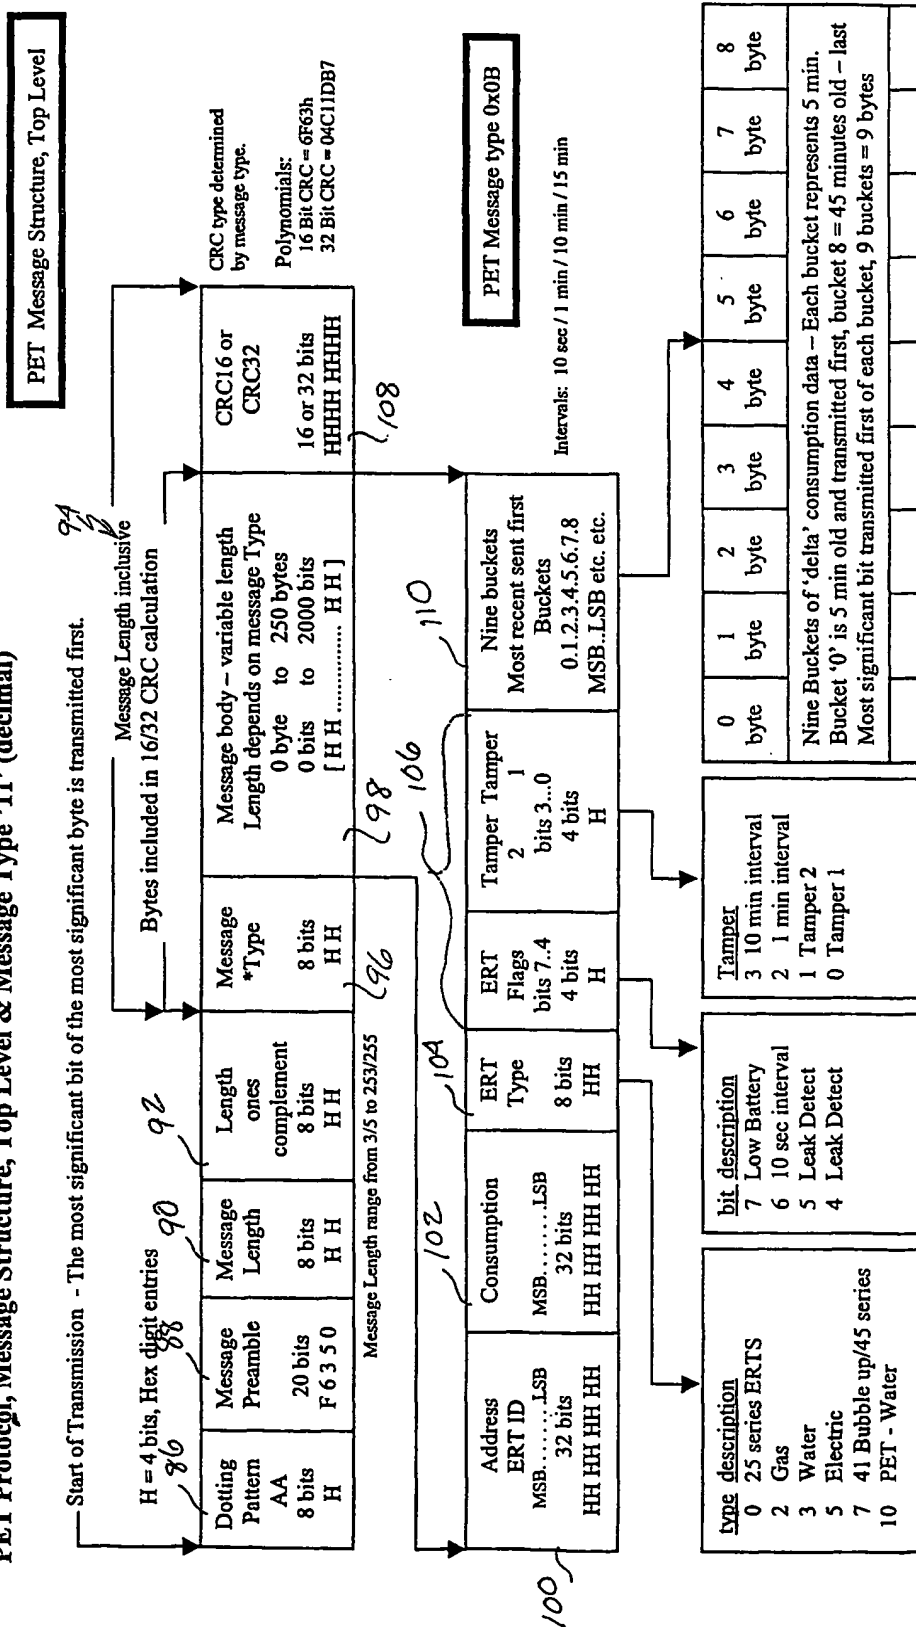 PET Protocol, Message Structure, Top Level & Message Type '11' (decimal)
PET Message Structure, Top Level
Start of Transmission - The most significant bit of the most significant byte is transmitted first.
94
Message Length inclusive
Bytes included in 16/32 CRC calculation
H = 4 bits, Hex digit entries
86
88
90
92
Dotting
Pattern
AA
8 bits
H
Message
Preamble
20 bits
F 6 3 5 0
Message
Length
8 bits
H H
Length
ones
complement
8 bits
H H
Message
*Type
8 bits
H H
Message body – variable length
Length depends on message Type
0 byte to 250 bytes
0 bits to 2000 bits
[ H H .............. H H ]
CRC16 or
CRC32
16 or 32 bits
HHHH HHHH
CRC type determined
by message type.
Polynomials:
16 Bit CRC = 6F63h
32 Bit CRC = 04C11DB7
Message Length range from 3/5 to 253/255
96
98
108
PET Message type 0x0B
Intervals: 10 sec / 1 min / 10 min / 15 min
100
102
104
106
110
Address
ERT ID
MSB.........LSB
32 bits
HH HH HH HH
Consumption
MSB.........LSB
32 bits
HH HH HH HH
ERT
Type
8 bits
HH
ERT
Flags
bits 7..4
4 bits
H
Tamper Tamper
2 1
bits 3...0
4 bits
H
Nine buckets
Most recent sent first
Buckets
0.1.2.3.4.5.6.7.8
MSB..LSB etc. etc.
type description
0 25 series ERTS
2 Gas
3 Water
5 Electric
7 41 Bubble up/45 series
10 PET - Water
bit description
7 Low Battery
6 10 sec interval
5 Leak Detect
4 Leak Detect
Tamper
3 10 min interval
2 1 min interval
1 Tamper 2
0 Tamper 1
0 1 2 3 4 5 6 7 8
byte byte byte byte byte byte byte byte byte
Nine Buckets of 'delta' consumption data – Each bucket represents 5 min.
Bucket '0' is 5 min old and transmitted first, bucket 8 = 45 minutes old – last
Most significant bit transmitted first of each bucket, 9 buckets = 9 bytes